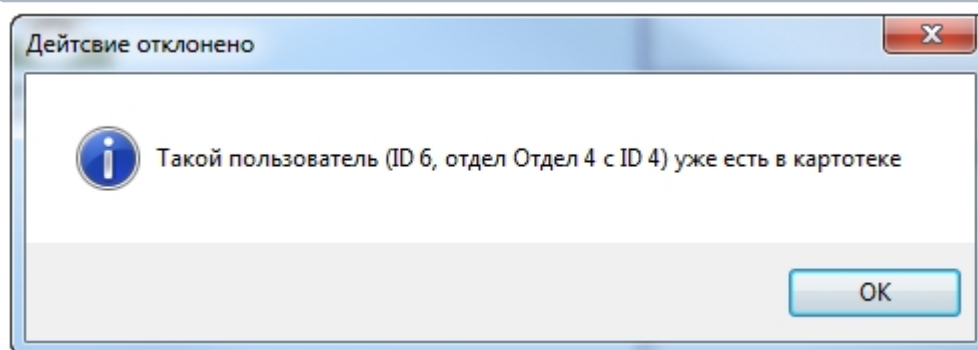 Дейтсвие отклонено
Такой пользователь (ID 6, отдел Отдел 4 с ID 4) уже есть в картотеке
OK